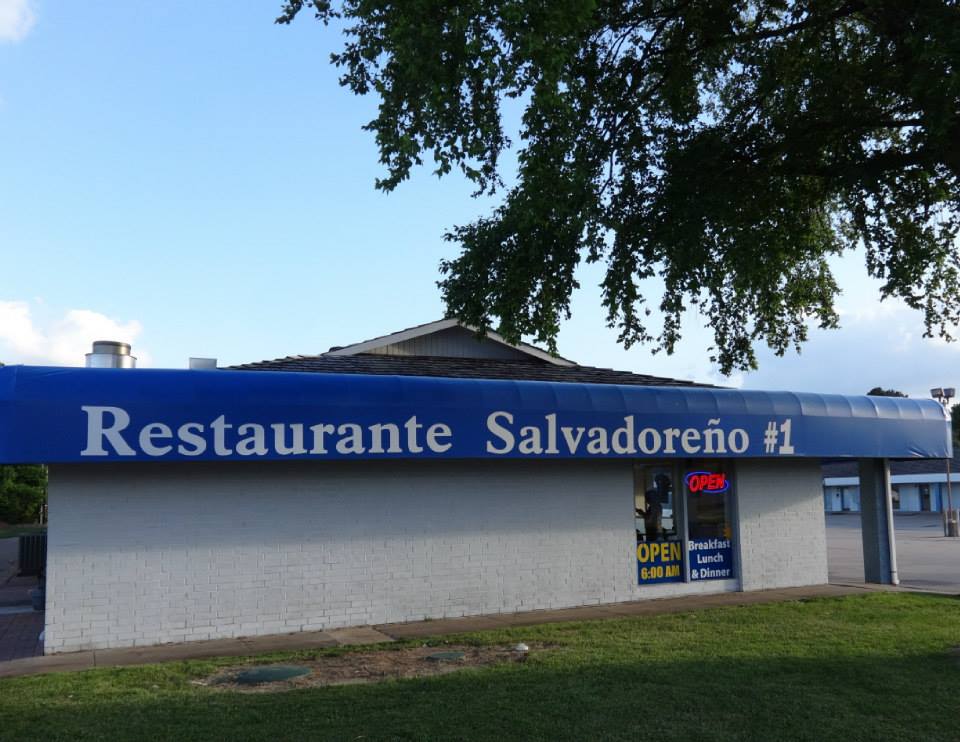 Restaurante Salvadoreño #1
OPEN
OPEN
6:00 AM
Breakfast
Lunch
& Dinner